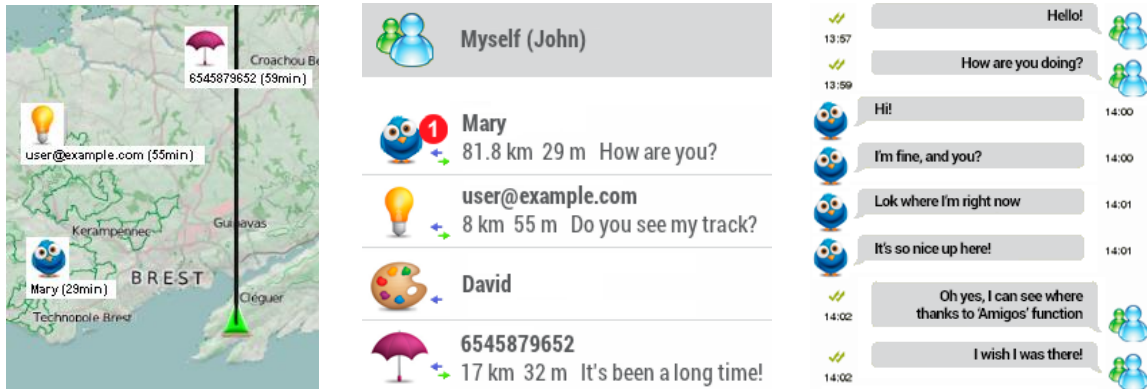 Croachou Be
6545879652 (59min)
user@example.com (55min)
Kerampennec
Guipavas
Mary (29min)
BREST
Cléguer
Technopole Brest
Myself (John)
1
Mary
81.8 km 29 m How are you?
user@example.com
8 km 55 m Do you see my track?
David
6545879652
17 km 32 m It's been a long time!
Hello!
13:57
How are you doing?
13:59
Hi!
14:00
I'm fine, and you?
14:00
Lok where I'm right now
14:01
It's so nice up here!
14:01
Oh yes, I can see where
thanks to 'Amigos' function
14:02
I wish I was there!
14:02